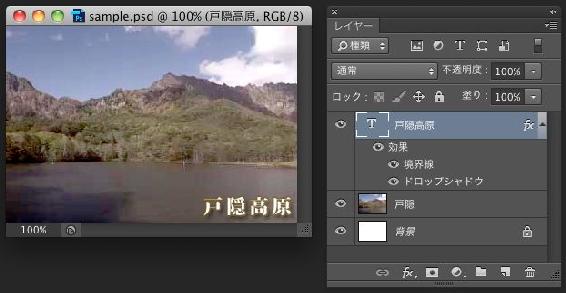 sample.psd @ 100% (戸隠高原, RGB/8)
戸隠高原
100%
レイヤー
種類
通常
不透明度: 100%
ロック:
塗り: 100%
T 戸隠高原 fx
効果
境界線
ドロップシャドウ
戸隠
背景
fx